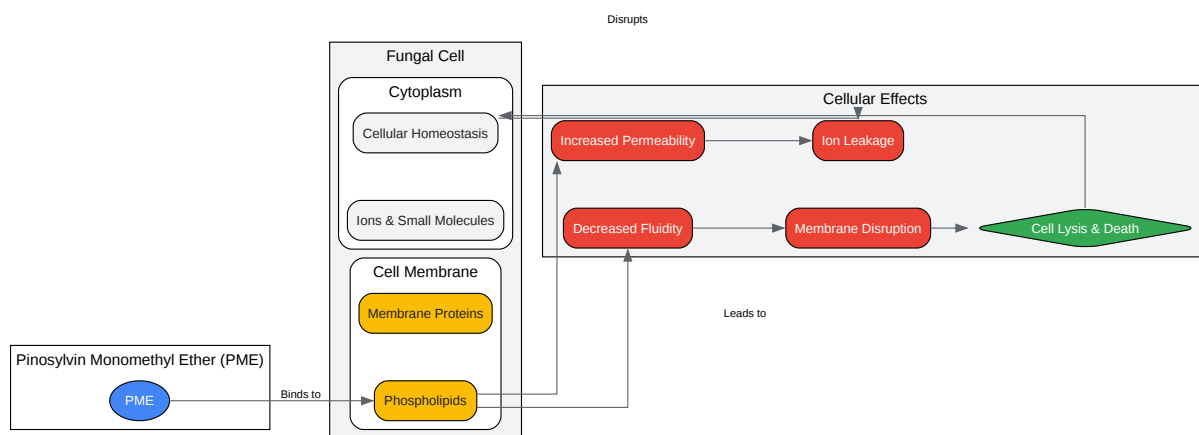 Disrupts
Fungal Cell
Cytoplasm
Cellular Homeostasis
Ions & Small Molecules
Cell Membrane
Membrane Proteins
Phospholipids
Cellular Effects
Increased Permeability
Ion Leakage
Decreased Fluidity
Membrane Disruption
Cell Lysis & Death
Leads to
Pinosylvin Monomethyl Ether (PME)
PME
Binds to